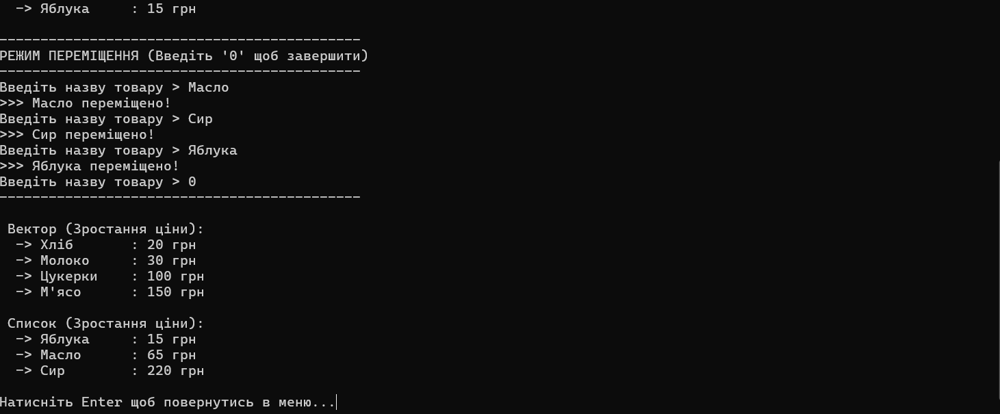 -> Яблука     : 15 грн
--------------------------------------------
РЕЖИМ ПЕРЕМІЩЕННЯ (Введіть '0' щоб завершити)
--------------------------------------------
Введіть назву товару > Масло
>>> Масло переміщено!
Введіть назву товару > Сир
>>> Сир переміщено!
Введіть назву товару > Яблука
>>> Яблука переміщено!
Введіть назву товару > 0
--------------------------------------------
Вектор (Зростання ціни):
-> Хліб       : 20 грн
-> Молоко     : 30 грн
-> Цукерки    : 100 грн
-> М'ясо      : 150 грн
Список (Зростання ціни):
-> Яблука     : 15 грн
-> Масло      : 65 грн
-> Сир        : 220 грн
Натисніть Enter щоб повернутись в меню...